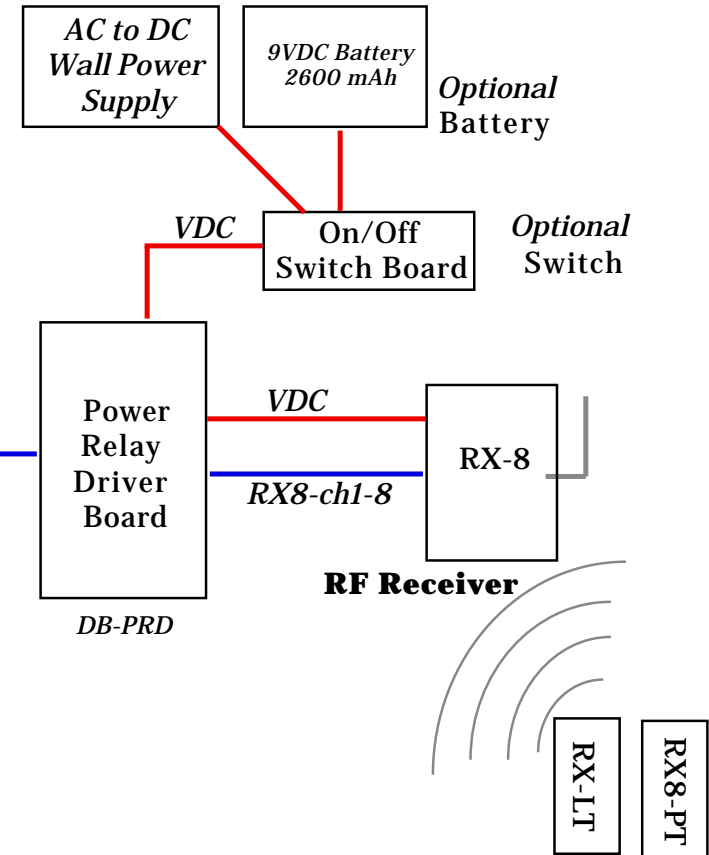 AC to DC
Wall Power
Supply
9VDC Battery
2600 mAh
Optional
Battery
VDC
On/Off
Switch Board
Optional
Switch
Power
Relay
Driver
Board
VDC
RX8-ch1-8
RX-8
RF Receiver
DB-PRD
RX-LT
RX8-PT